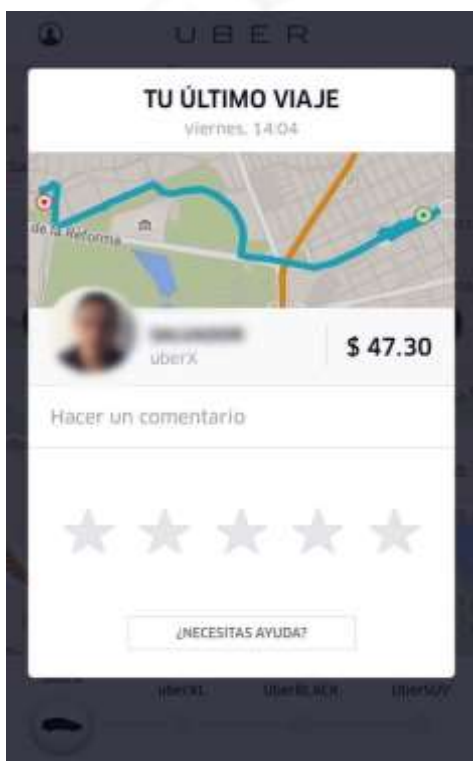 UBER
TU ÚLTIMO VIAJE
viernes, 14:04
de la Reforma
uberX
$ 47.30
Hacer un comentario
¿NECESITAS AYUDA?
uberXL UberBLACK UberSUV